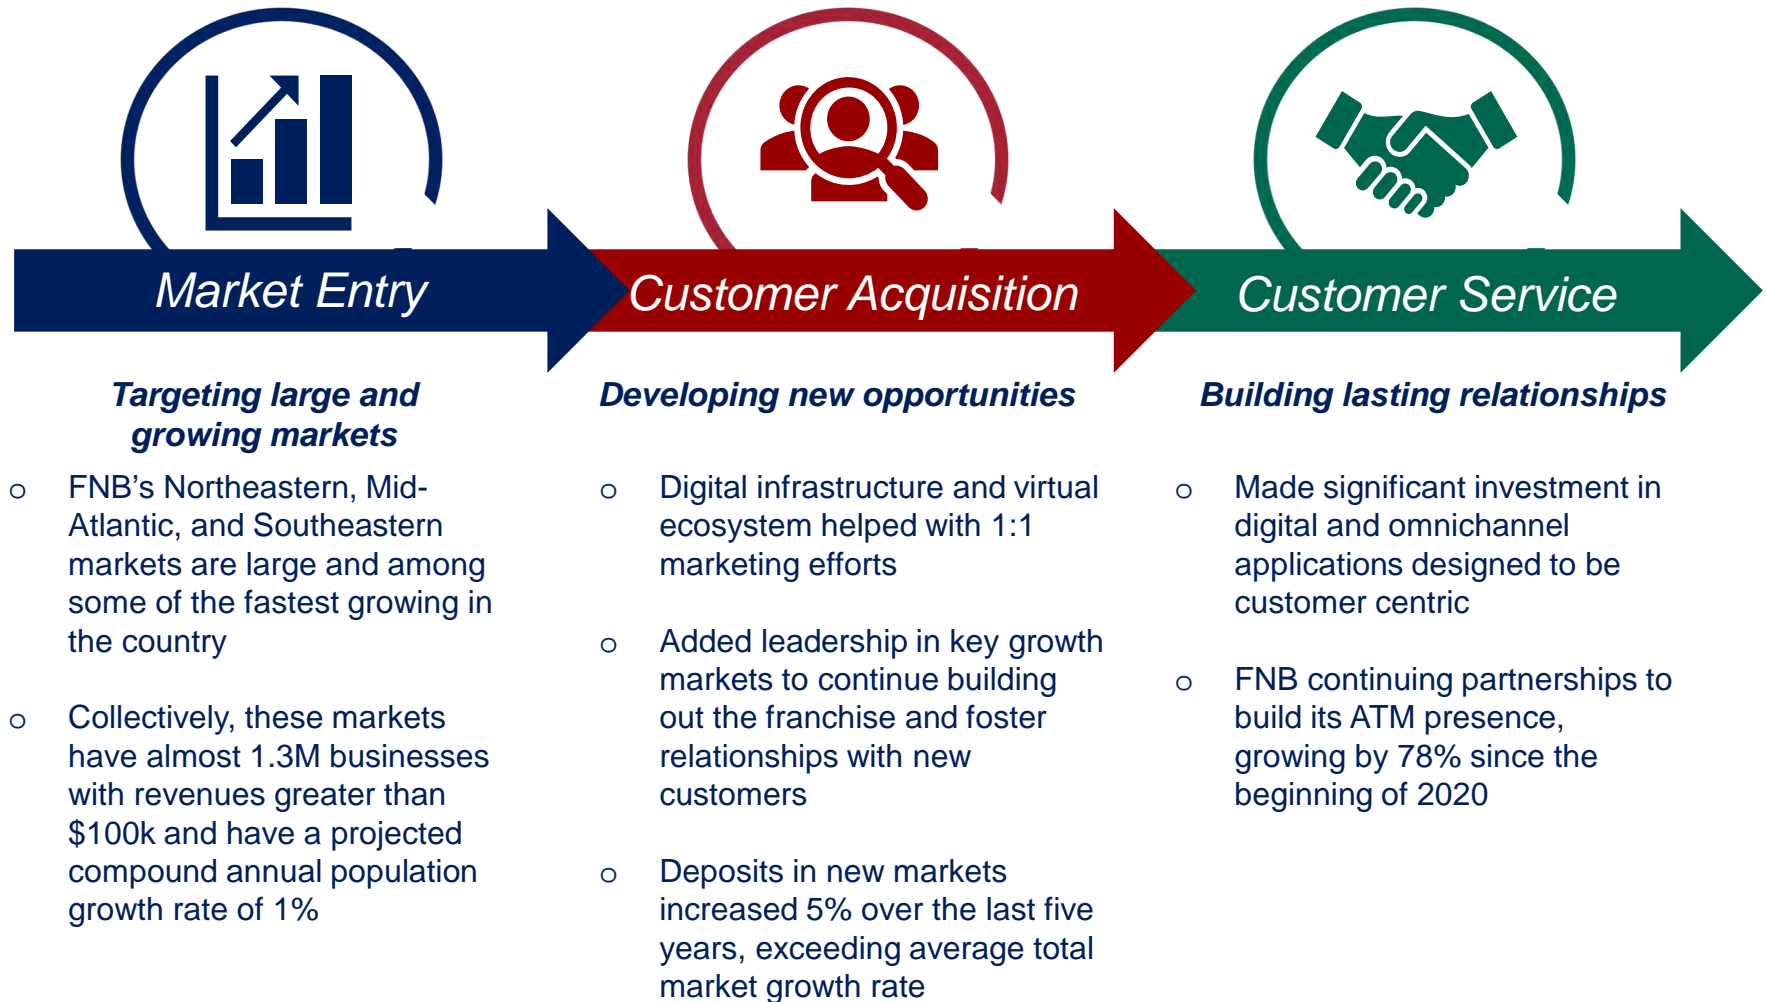 Market Entry
Customer Acquisition
Customer Service
Targeting large and
growing markets
o FNB’s Northeastern, Mid-
Atlantic, and Southeastern
markets are large and among
some of the fastest growing in
the country
o Collectively, these markets
have almost 1.3M businesses
with revenues greater than
$100k and have a projected
compound annual population
growth rate of 1%
Developing new opportunities
o Digital infrastructure and virtual
ecosystem helped with 1:1
marketing efforts
o Added leadership in key growth
markets to continue building
out the franchise and foster
relationships with new
customers
o Deposits in new markets
increased 5% over the last five
years, exceeding average total
market growth rate
Building lasting relationships
o Made significant investment in
digital and omnichannel
applications designed to be
customer centric
o FNB continuing partnerships to
build its ATM presence,
growing by 78% since the
beginning of 2020